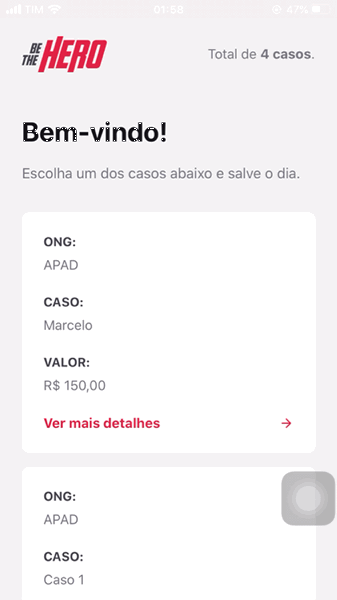 TIM 01:58 47%
BE THE HERO
Total de 4 casos.
Bem-vindo!
Escolha um dos casos abaixo e salve o dia.
ONG:
APAD
CASO:
Marcelo
VALOR:
R$ 150,00
Ver mais detalhes →
ONG:
APAD
CASO:
Caso 1